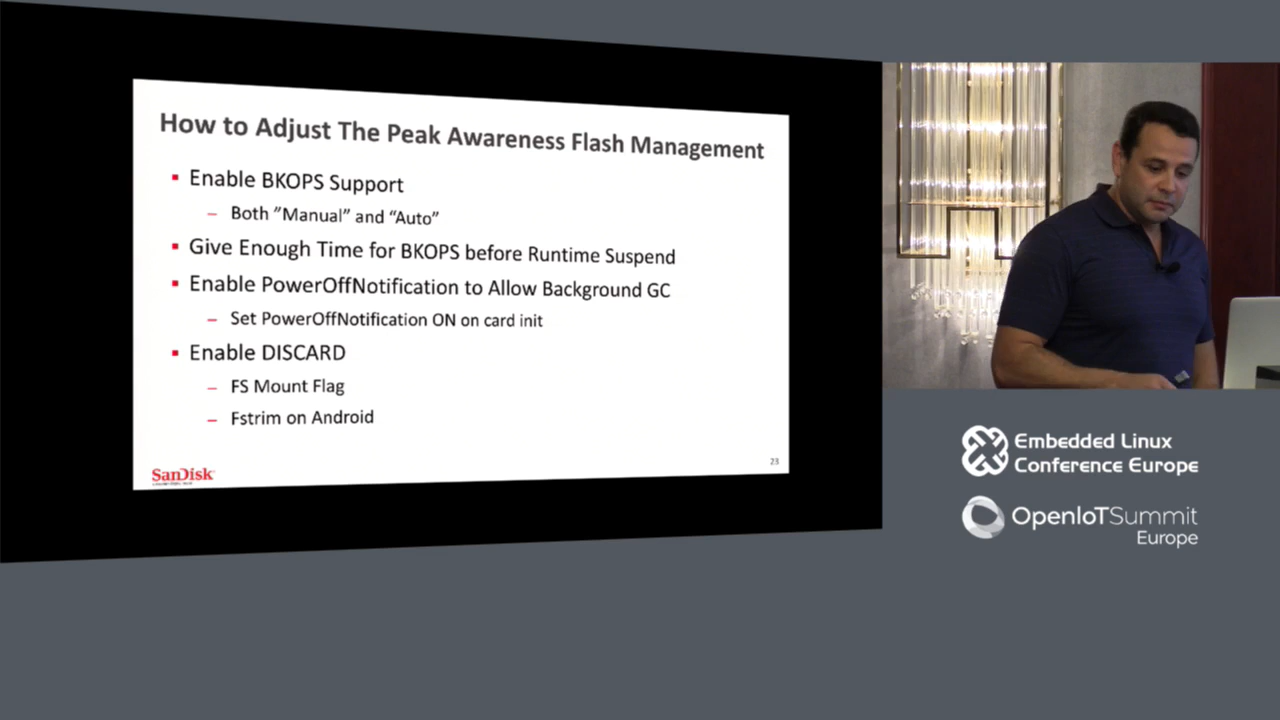 How to Adjust The Peak Awareness Flash Management
▪ Enable BKOPS Support
– Both ”Manual” and “Auto”
▪ Give Enough Time for BKOPS before Runtime Suspend
▪ Enable PowerOffNotification to Allow Background GC
– Set PowerOffNotification ON on card init
▪ Enable DISCARD
– FS Mount Flag
– Fstrim on Android
SanDisk
23
Embedded Linux
Conference Europe
OpenIoTSummit
Europe